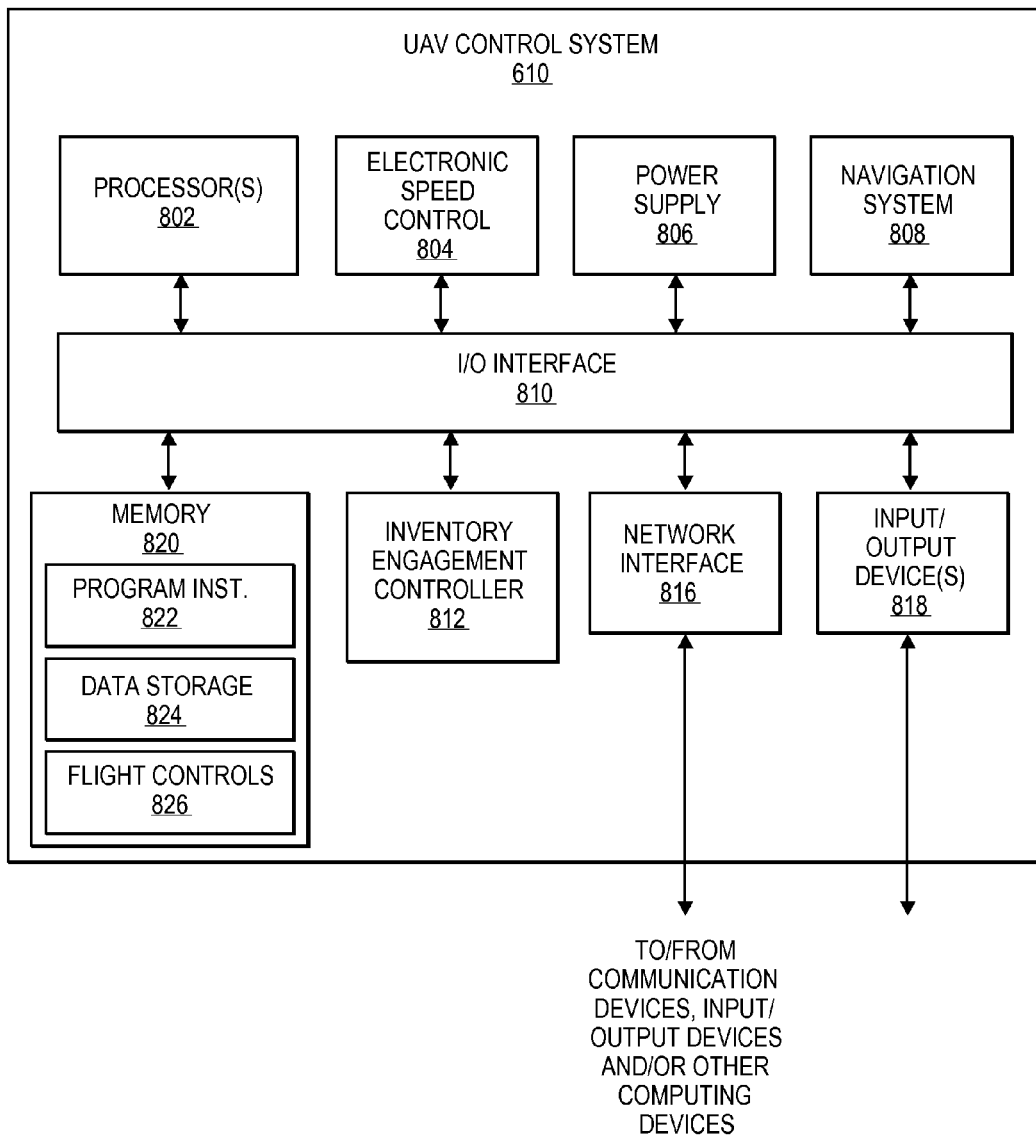 UAV CONTROL SYSTEM
610
PROCESSOR(S)
802
ELECTRONIC
SPEED
CONTROL
804
POWER
SUPPLY
806
NAVIGATION
SYSTEM
808
I/O INTERFACE
810
MEMORY
820
PROGRAM INST.
822
DATA STORAGE
824
FLIGHT CONTROLS
826
INVENTORY
ENGAGEMENT
CONTROLLER
812
NETWORK
INTERFACE
816
INPUT/
OUTPUT
DEVICE(S)
818
TO/FROM
COMMUNICATION
DEVICES, INPUT/
OUTPUT DEVICES
AND/OR OTHER
COMPUTING
DEVICES